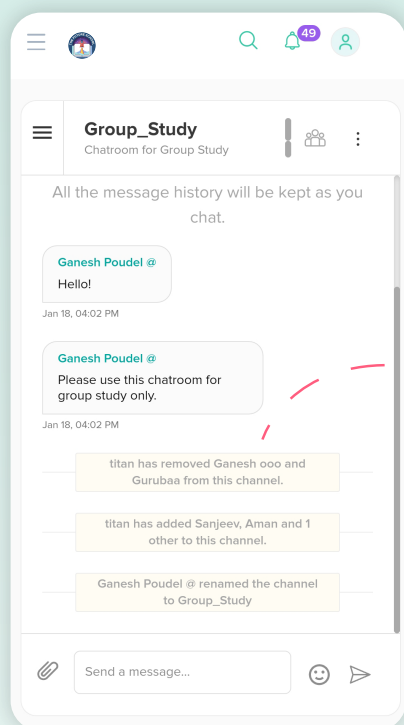 49
Group_Study
Chatroom for Group Study
All the message history will be kept as you
chat.
Ganesh Poudel @
Hello!
Jan 18, 04:02 PM
Ganesh Poudel @
Please use this chatroom for
group study only.
Jan 18, 04:02 PM
titan has removed Ganesh ooo and
Gurubaa from this channel.
titan has added Sanjeev, Aman and 1
other to this channel.
Ganesh Poudel @ renamed the channel
to Group_Study
Send a message...